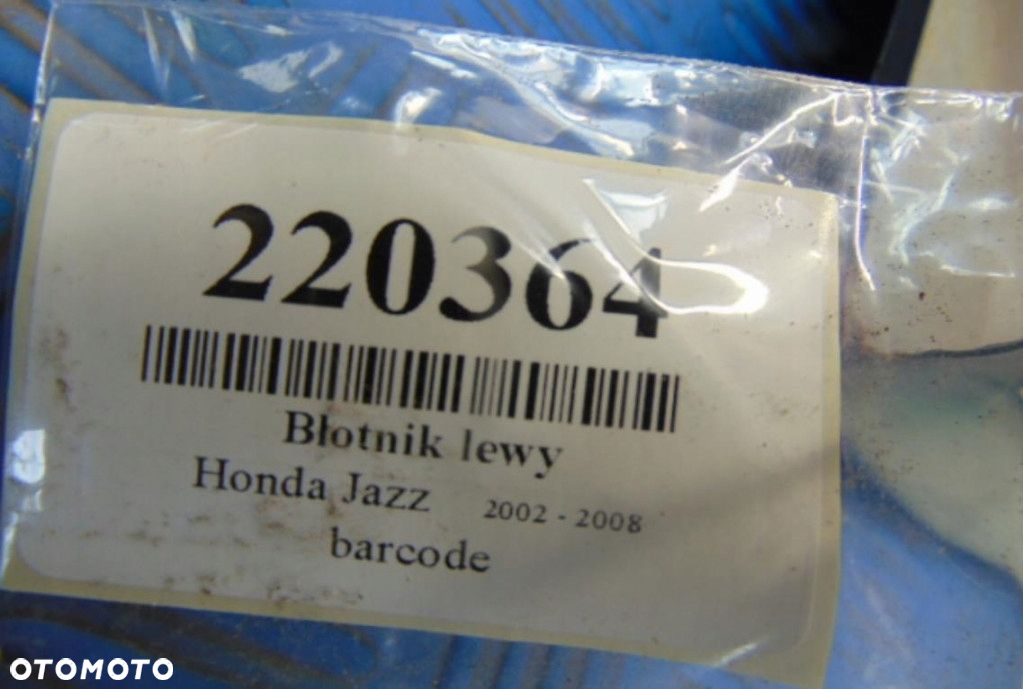 220364
Błotnik lewy
Honda Jazz 2002 - 2008
barcode
OTOMOTO